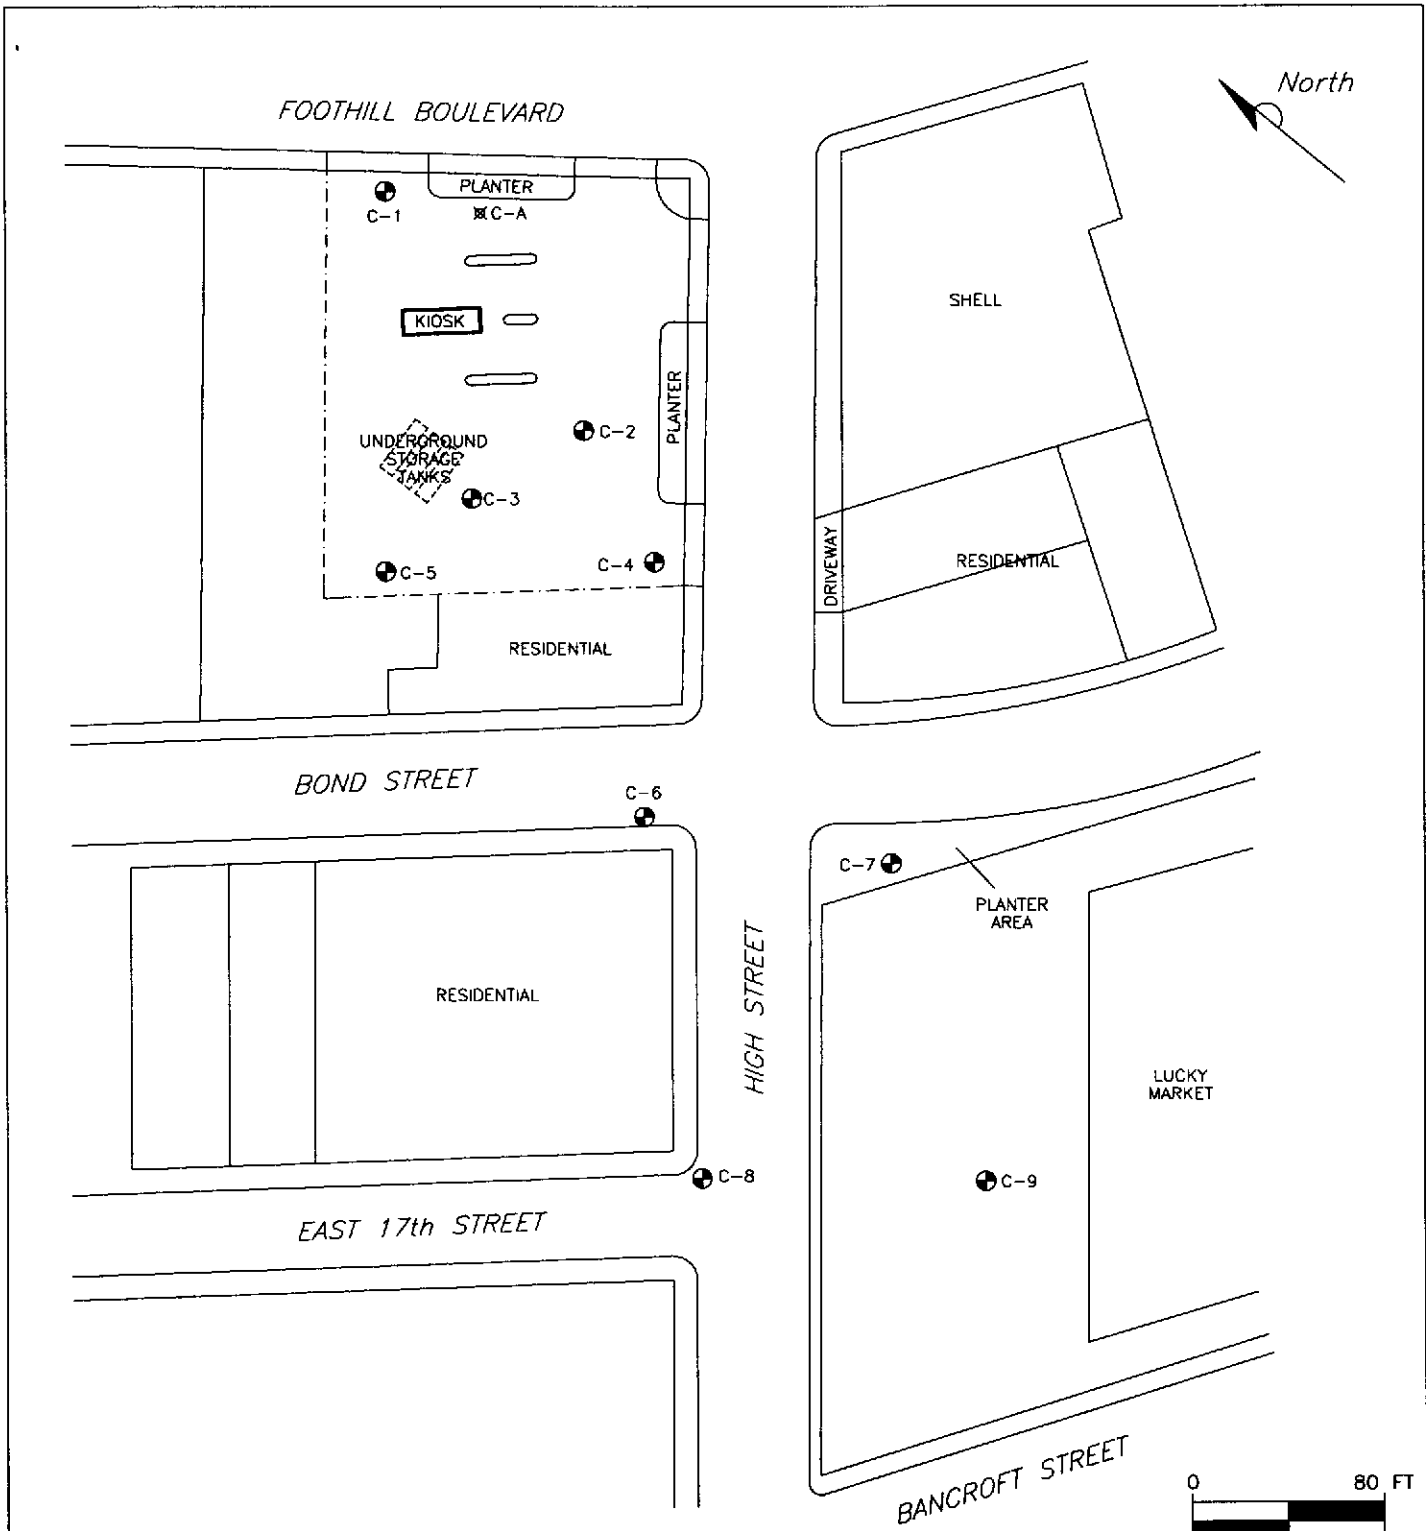 North
FOOTHILL BOULEVARD
PLANTER
C-1
C-A
SHELL
KIOSK
PLANTER
C-2
UNDERGROUND
STORAGE
TANKS
C-3
DRIVEWAY
C-4
RESIDENTIAL
C-5
RESIDENTIAL
BOND STREET
C-6
C-7
PLANTER
AREA
HIGH STREET
RESIDENTIAL
LUCKY
MARKET
C-8
C-9
EAST 17th STREET
BANCROFT STREET
0 80 FT